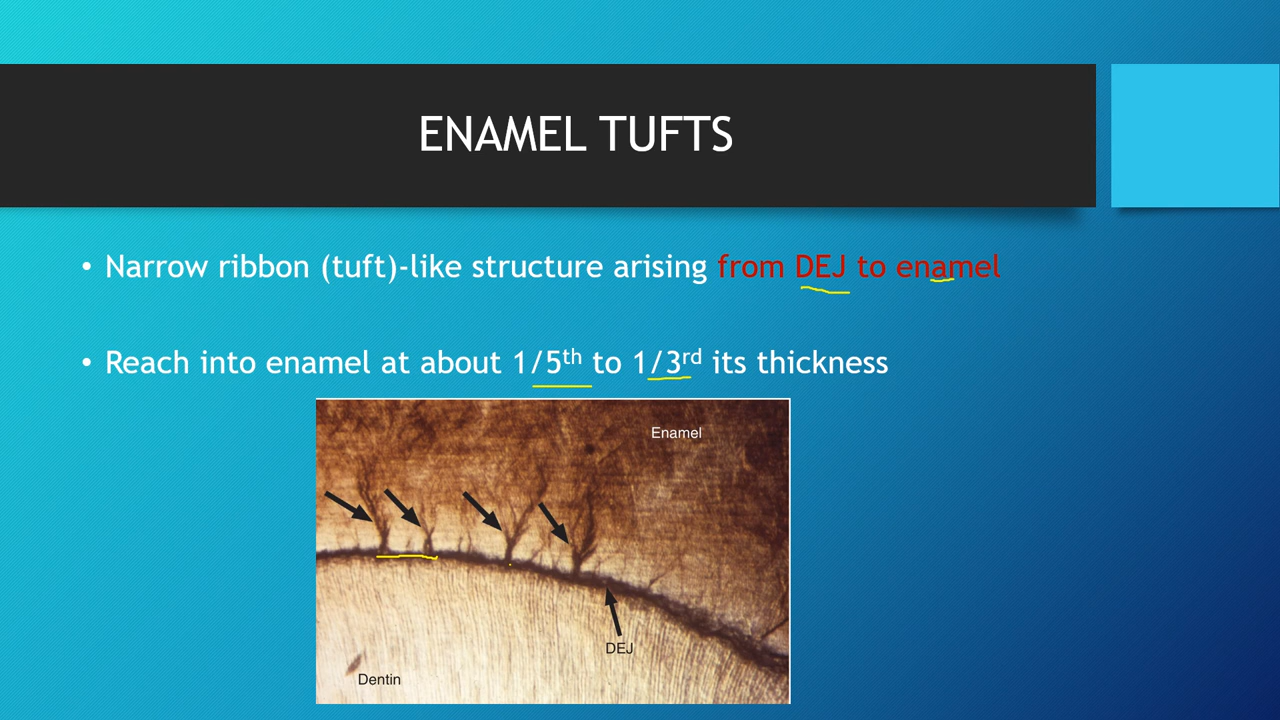 ENAMEL TUFTS
• Narrow ribbon (tuft)-like structure arising from DEJ to enamel
• Reach into enamel at about 1/5th to 1/3rd its thickness
Enamel
DEJ
Dentin